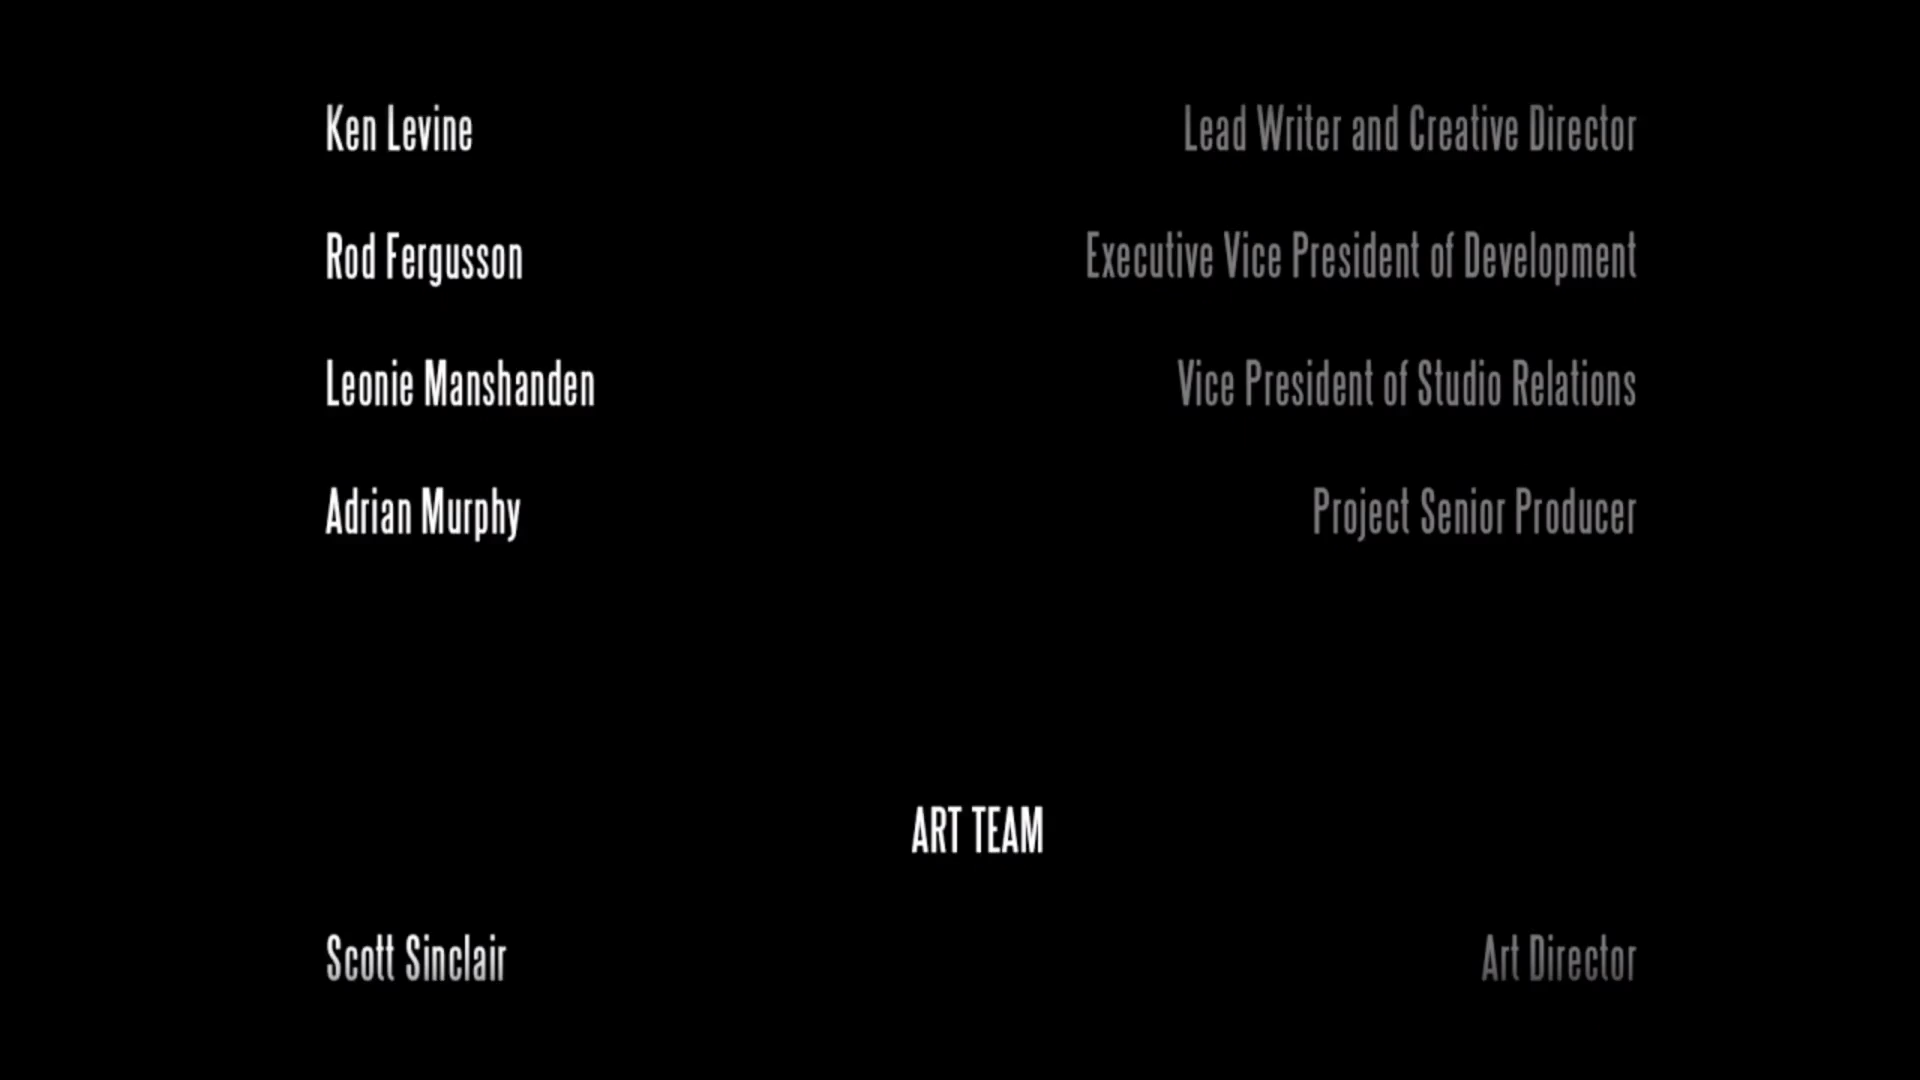 Ken Levine Lead Writer and Creative Director
Rod Fergusson Executive Vice President of Development
Leonie Manshanden Vice President of Studio Relations
Adrian Murphy Project Senior Producer
ART TEAM
Scott Sinclair Art Director